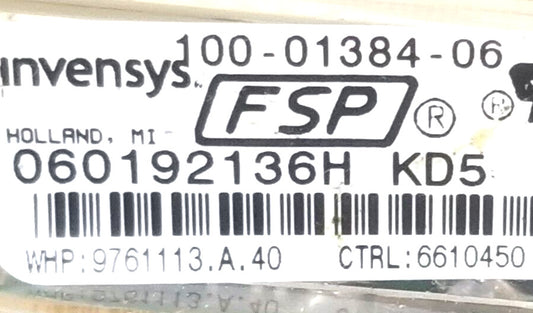 100-01384-06
invensys
FSP® ®
HOLLAND, MI
060192136H KD5
WHP:9761113.A.40 CTRL:6610450